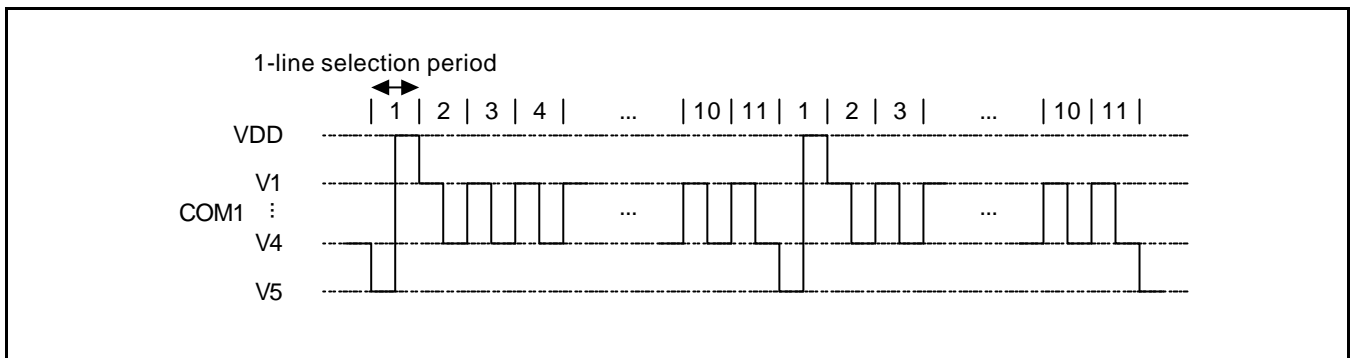 1-line selection period
| 1 | 2 | 3 | 4 | ... | 10 | 11 | 1 | 2 | 3 | ... | 10 | 11 |
VDD
V1
COM1 ⋮ ... ...
V4
V5